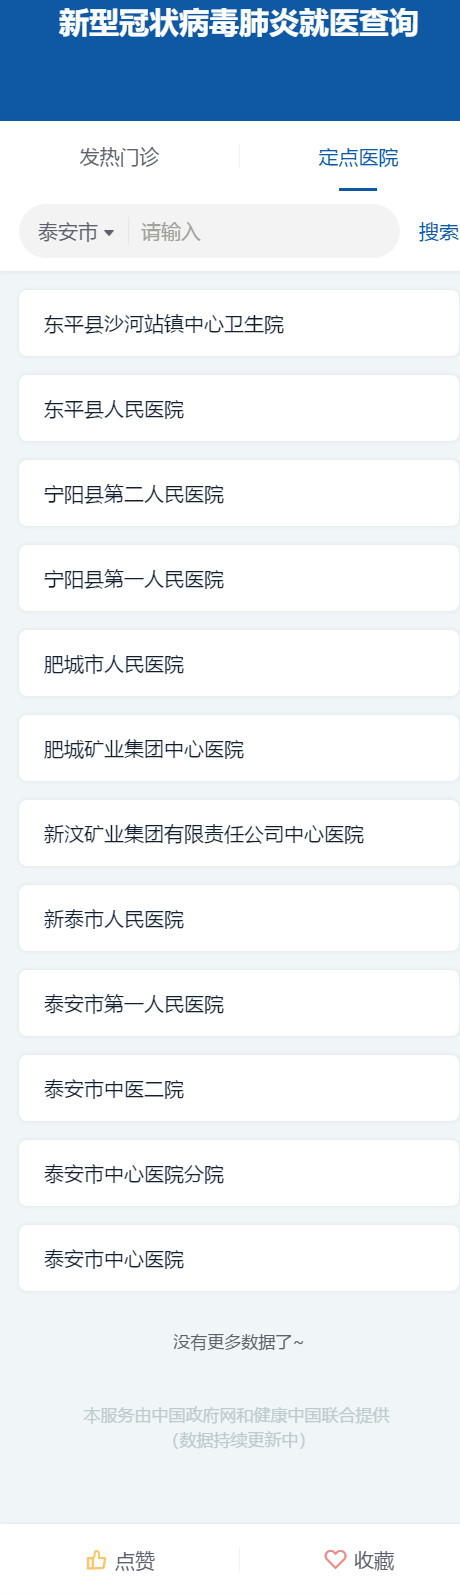 新型冠状病毒肺炎就医查询
发热门诊 定点医院
泰安市 请输入 搜索
东平县沙河站镇中心卫生院
东平县人民医院
宁阳县第二人民医院
宁阳县第一人民医院
肥城市人民医院
肥城矿业集团中心医院
新汶矿业集团有限责任公司中心医院
新泰市人民医院
泰安市第一人民医院
泰安市中医二院
泰安市中心医院分院
泰安市中心医院
没有更多数据了~
本服务由中国政府网和健康中国联合提供
（数据持续更新中）
点赞 收藏